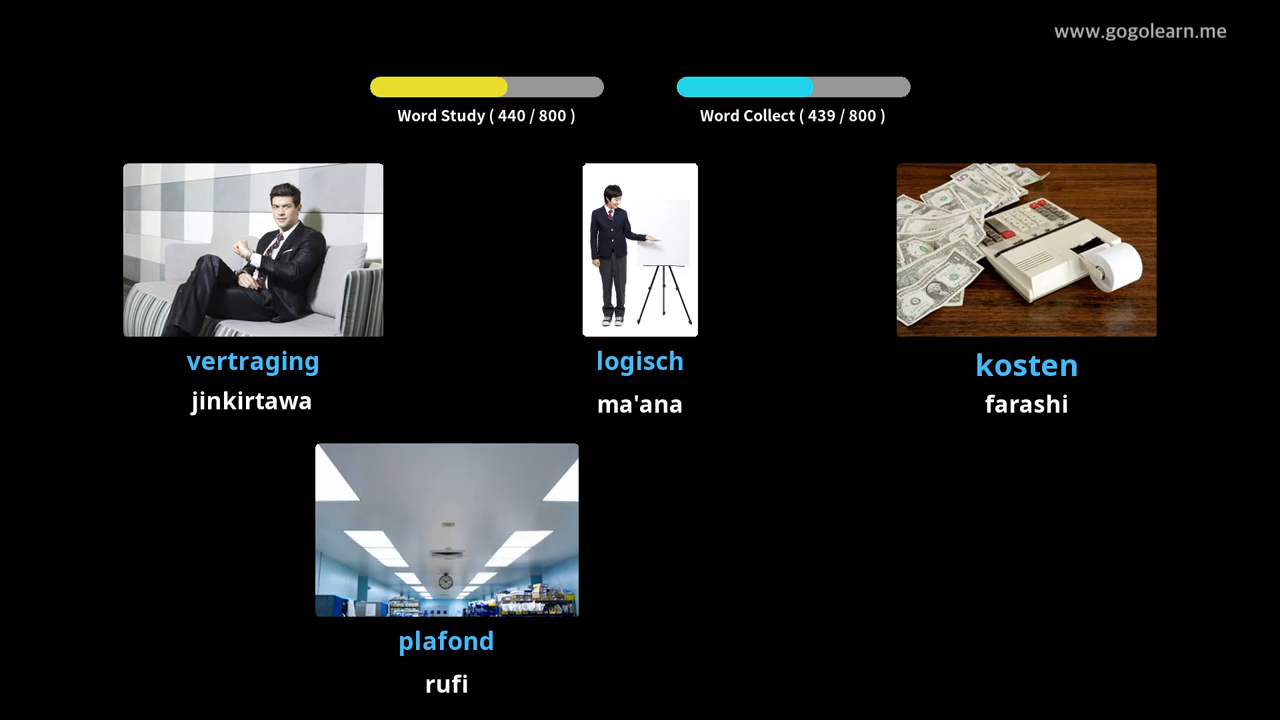 www.gogolearn.me
Word Study ( 440 / 800 )
Word Collect ( 439 / 800 )
vertraging
jinkirtawa
logisch
ma'ana
kosten
farashi
plafond
rufi